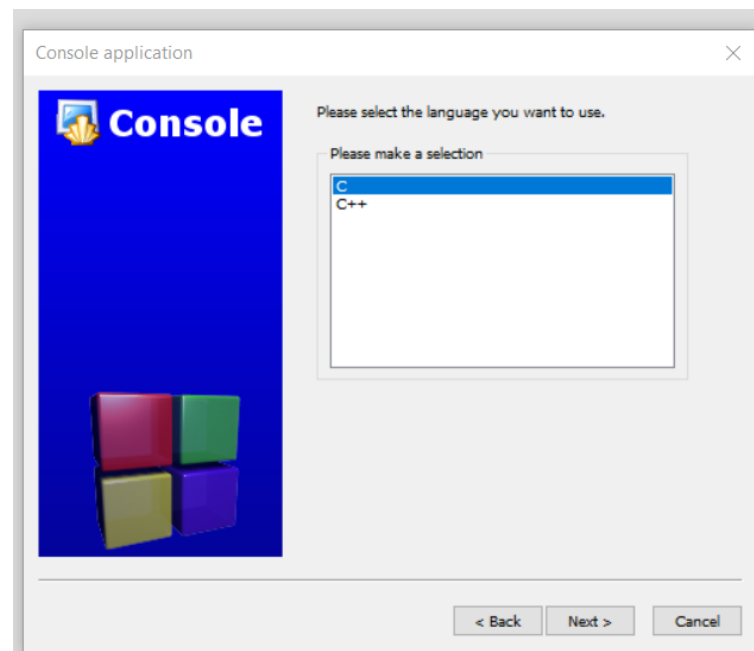 Console application
Console
Please select the language you want to use.
Please make a selection
C
C++
< Back
Next >
Cancel